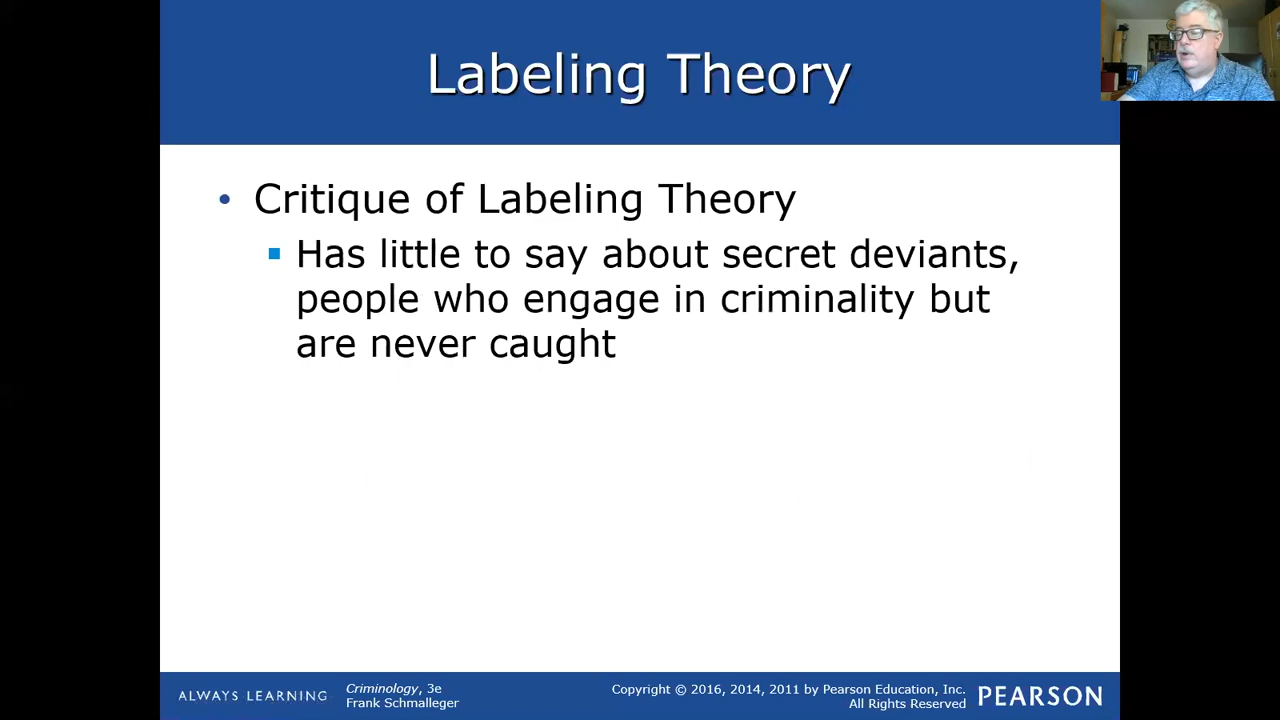 Labeling Theory
• Critique of Labeling Theory
▪ Has little to say about secret deviants,
people who engage in criminality but
are never caught
ALWAYS LEARNING
Criminology, 3e
Frank Schmalleger
Copyright © 2016, 2014, 2011 by Pearson Education, Inc.
All Rights Reserved
PEARSON